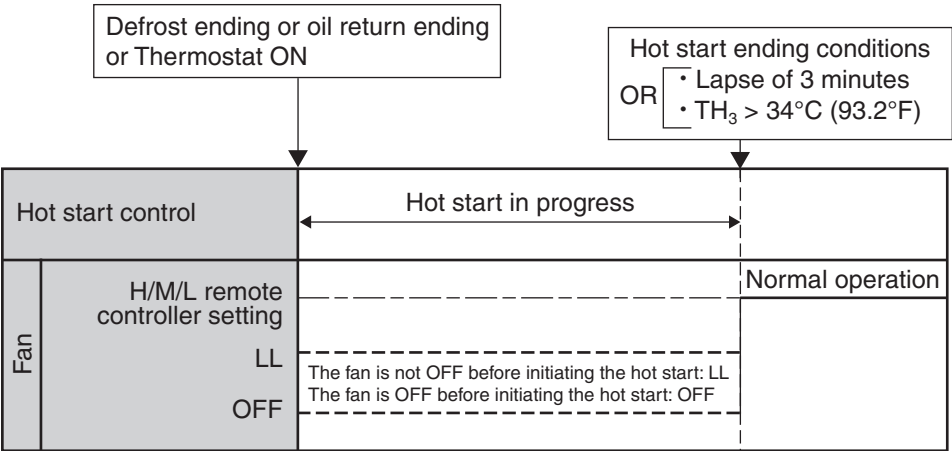 Defrost ending or oil return ending
or Thermostat ON
Hot start ending conditions
OR
・Lapse of 3 minutes
・TH₃ > 34°C (93.2°F)
Hot start control
Hot start in progress
Fan
H/M/L remote
controller setting
Normal operation
LL
The fan is not OFF before initiating the hot start: LL
The fan is OFF before initiating the hot start: OFF
OFF